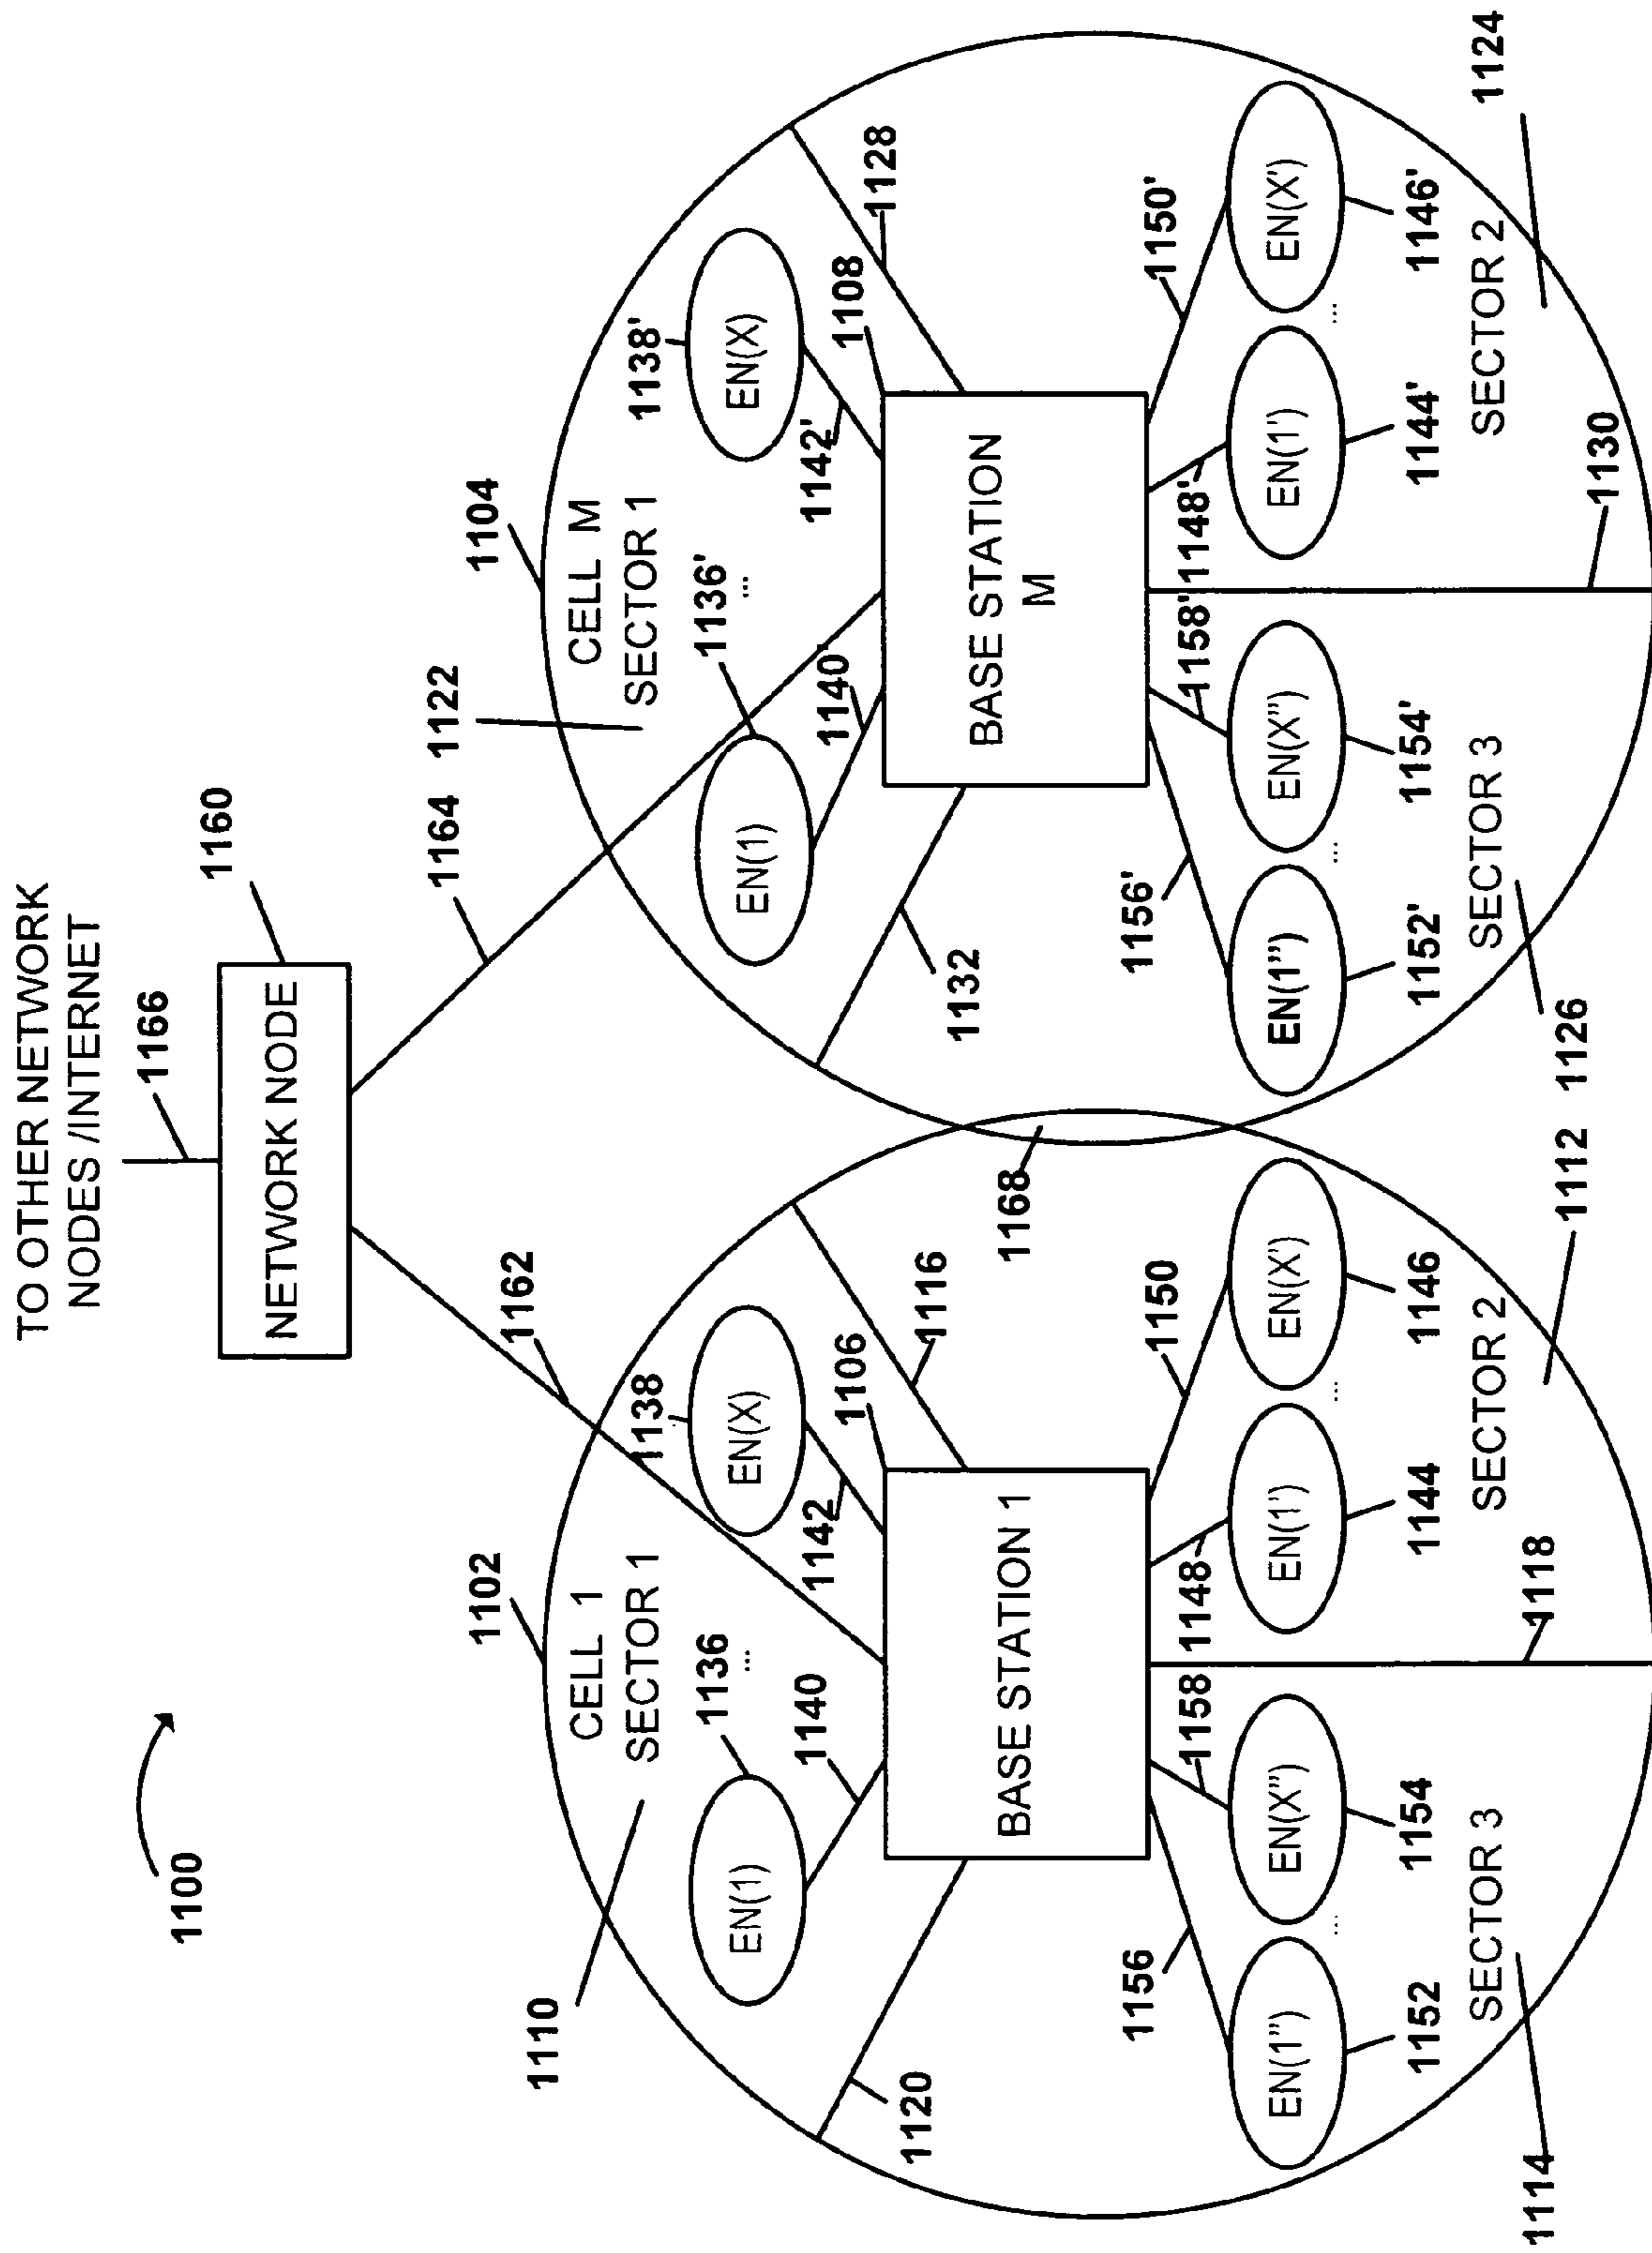 TO OTHER NETWORK
NODES /INTERNET
1166
1160
NETWORK NODE
1100
1162
1164
1122
1110
1102
1104
CELL 1
SECTOR 1
CELL M
SECTOR 1
1136
...
1138
1136'
...
1138'
EN(1)
EN(X)
EN(1)
EN(X)
1140
1142
1140'
1142'
1120
1106
1116
1132
1108
1128
BASE STATION 1
1168
BASE STATION
M
1156
1158
1148
1150
1156'
1158'
1148'
1150'
EN(1")
...
EN(X")
EN(1')
...
EN(X')
EN(1")
...
EN(X")
EN(1')
...
EN(X')
1152
1154
1144
1146
1152'
1154'
1144'
1146'
SECTOR 3
SECTOR 2
SECTOR 3
SECTOR 2
1114
1118
1112
1126
1130
1124